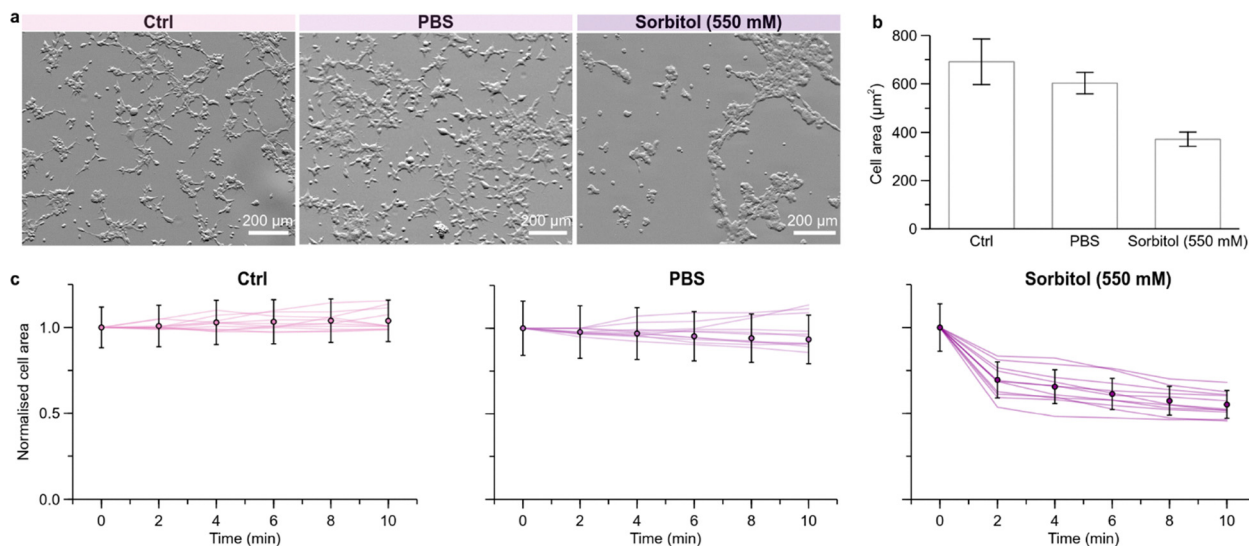 a
Ctrl
PBS
Sorbitol (550 mM)
200 µm
200 µm
200 µm
b
800
600
400
200
0
Cell area (µm²)
Ctrl
PBS
Sorbitol (550 mM)
c
Ctrl
PBS
Sorbitol (550 mM)
1.0
0.5
0.0
Normalised cell area
0 2 4 6 8 10
Time (min)
0 2 4 6 8 10
Time (min)
0 2 4 6 8 10
Time (min)